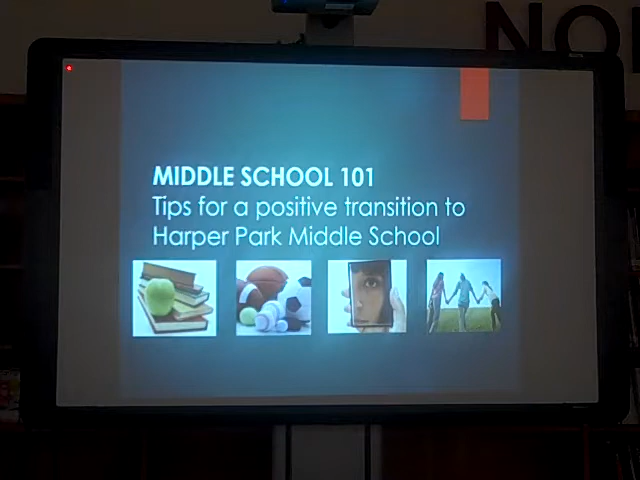 MIDDLE SCHOOL 101
Tips for a positive transition to
Harper Park Middle School